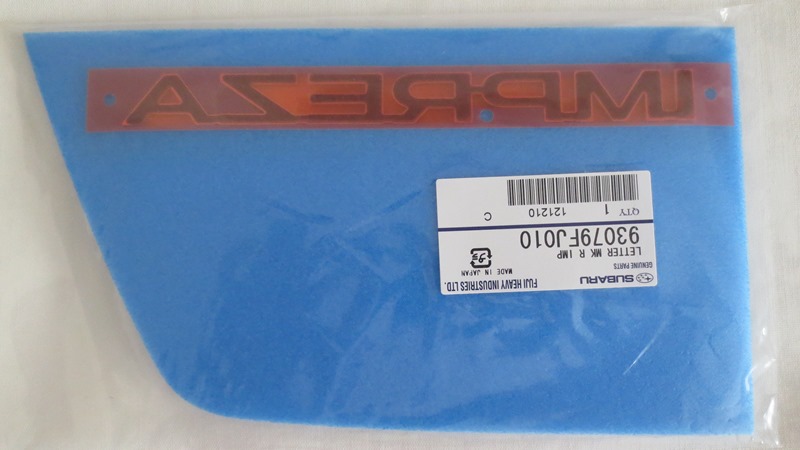 IMPREZA
SUBARU
FUJI HEAVY INDUSTRIES LTD.
GENUINE PARTS
MADE IN JAPAN
LETTER MK R IMP
93079FJ010
QTY 1 121210 C